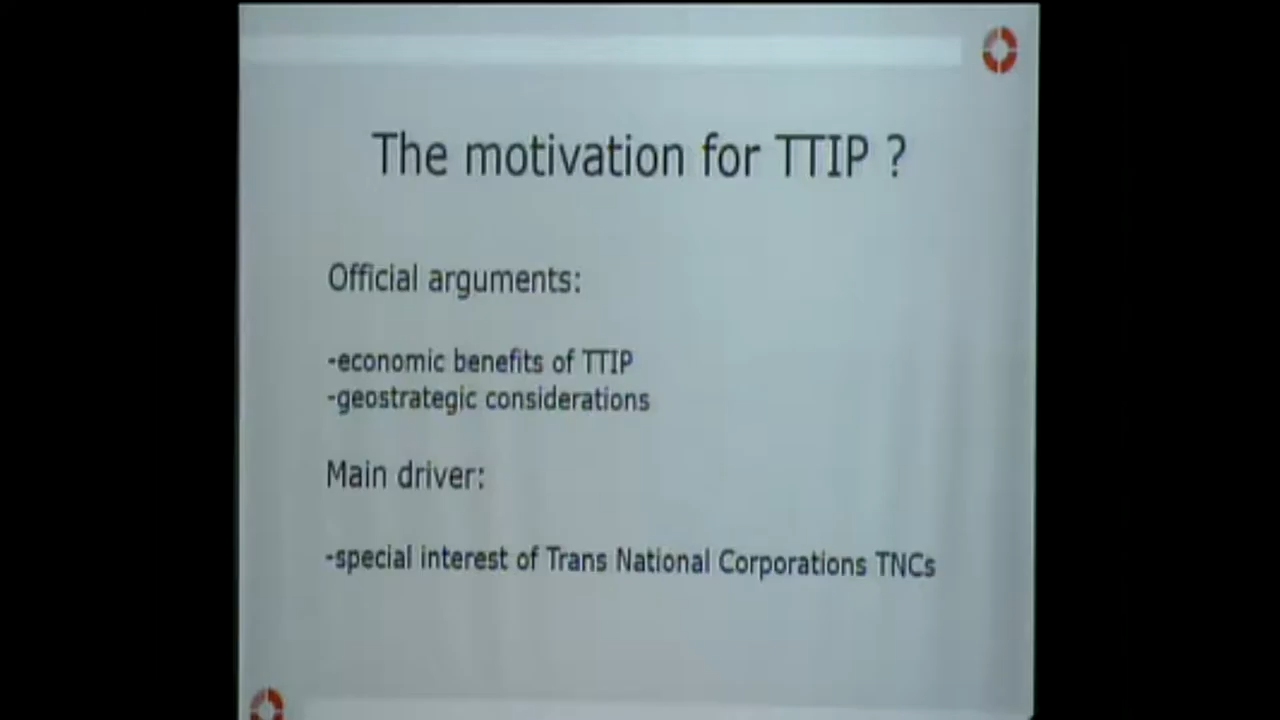 The motivation for TTIP ?
Official arguments:
-economic benefits of TTIP
-geostrategic considerations
Main driver:
-special interest of Trans National Corporations TNCs